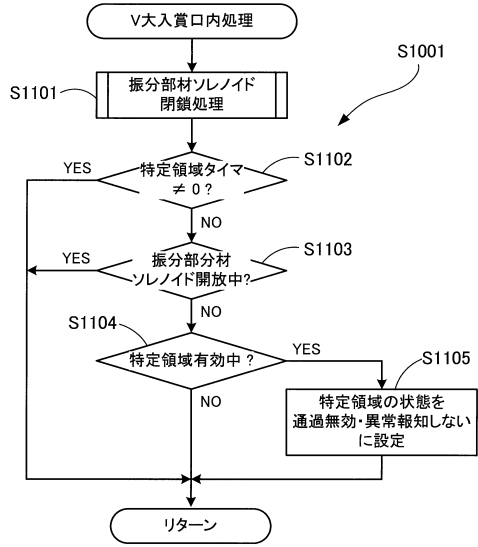 V大入賞口内処理
S1001
S1101
振分部材ソレノイド
閉鎖処理
S1102
YES
特定領域タイマ
≠ 0 ?
NO
S1103
YES
振分部分材
ソレノイド開放中?
NO
S1104
特定領域有効中 ?
YES
NO
S1105
特定領域の状態を
通過無効・異常報知しない
に設定
リターン